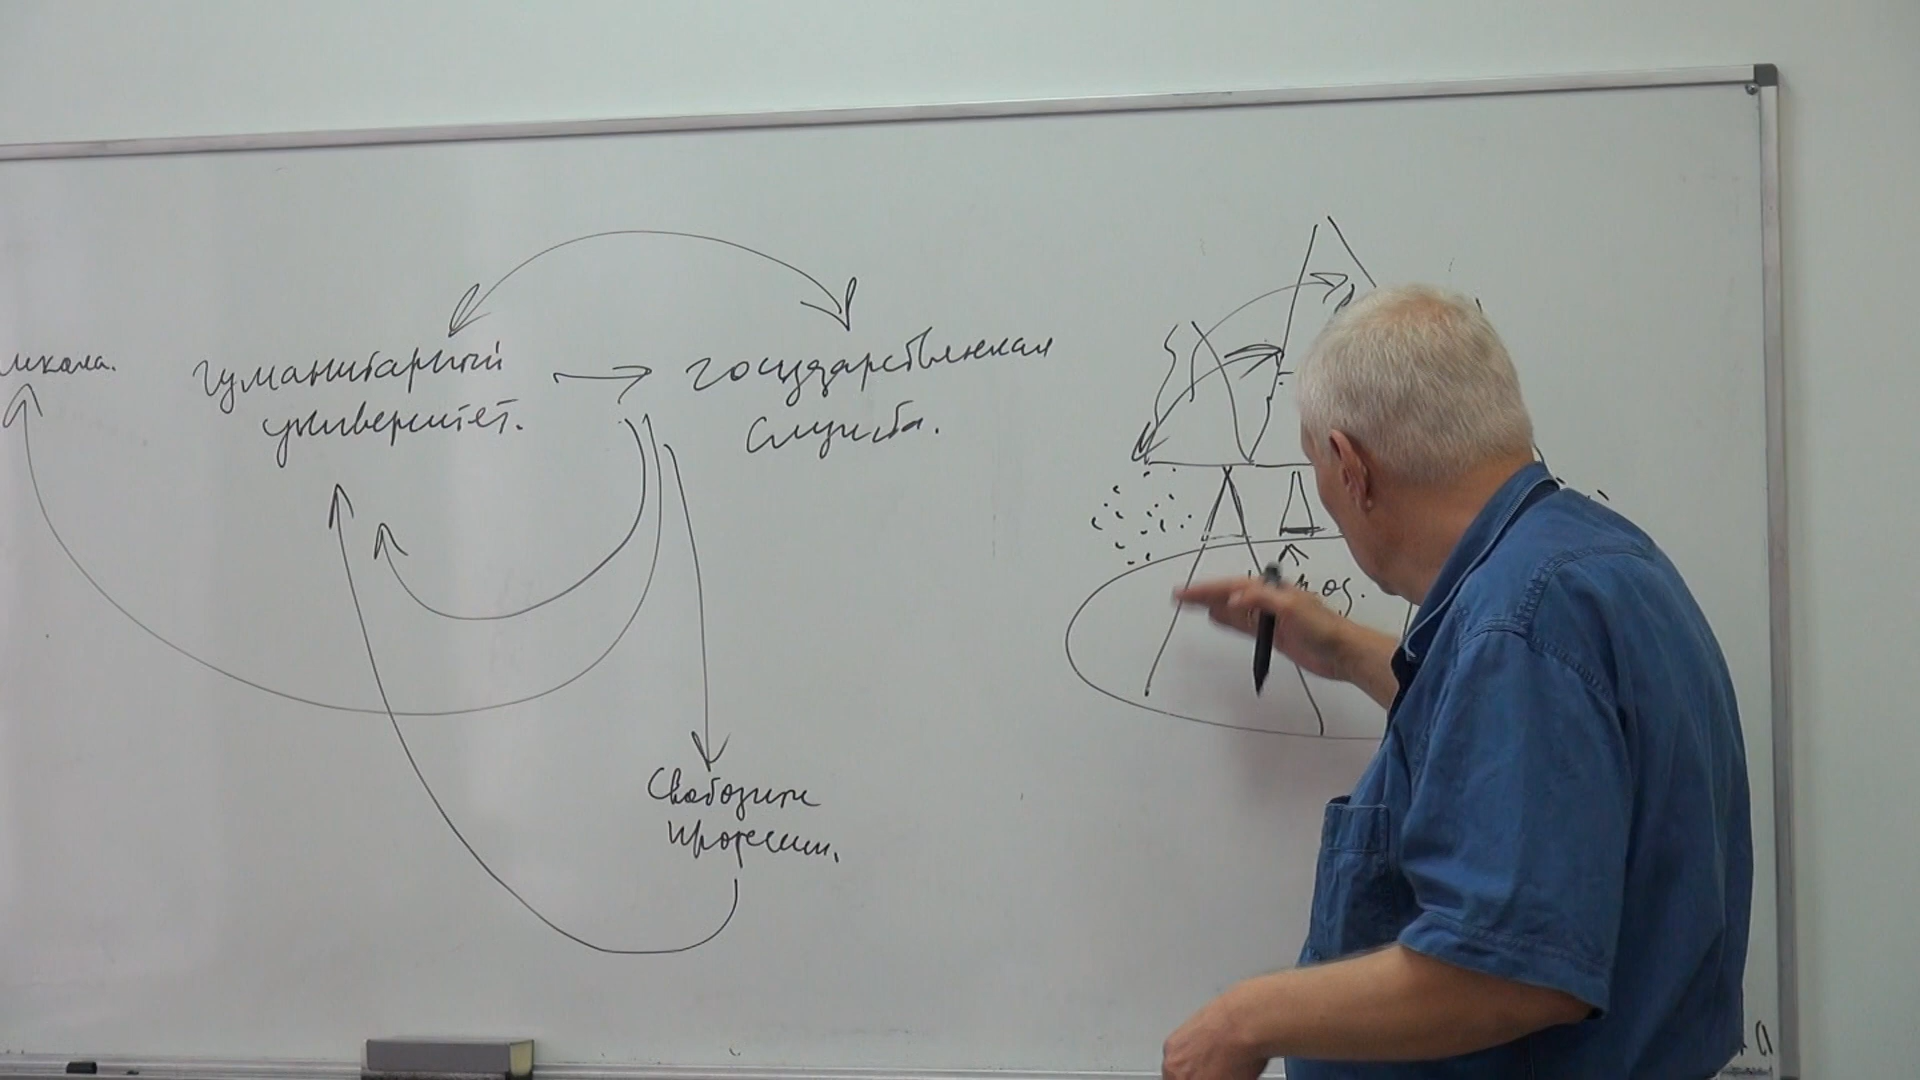 школа.
гуманитарный
университет.
государственная
служба.
Свободные
профессии.